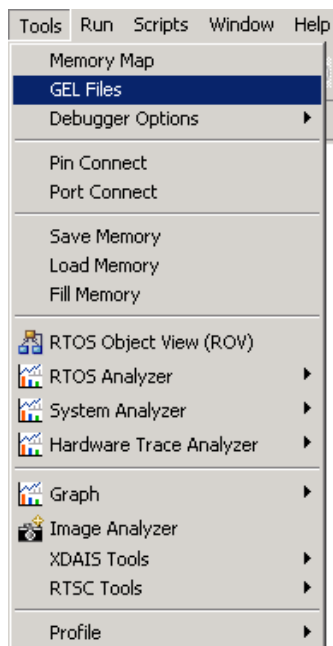 Tools Run Scripts Window Help
Memory Map
GEL Files
Debugger Options
Pin Connect
Port Connect
Save Memory
Load Memory
Fill Memory
RTOS Object View (ROV)
RTOS Analyzer
System Analyzer
Hardware Trace Analyzer
Graph
Image Analyzer
XDAIS Tools
RTSC Tools
Profile